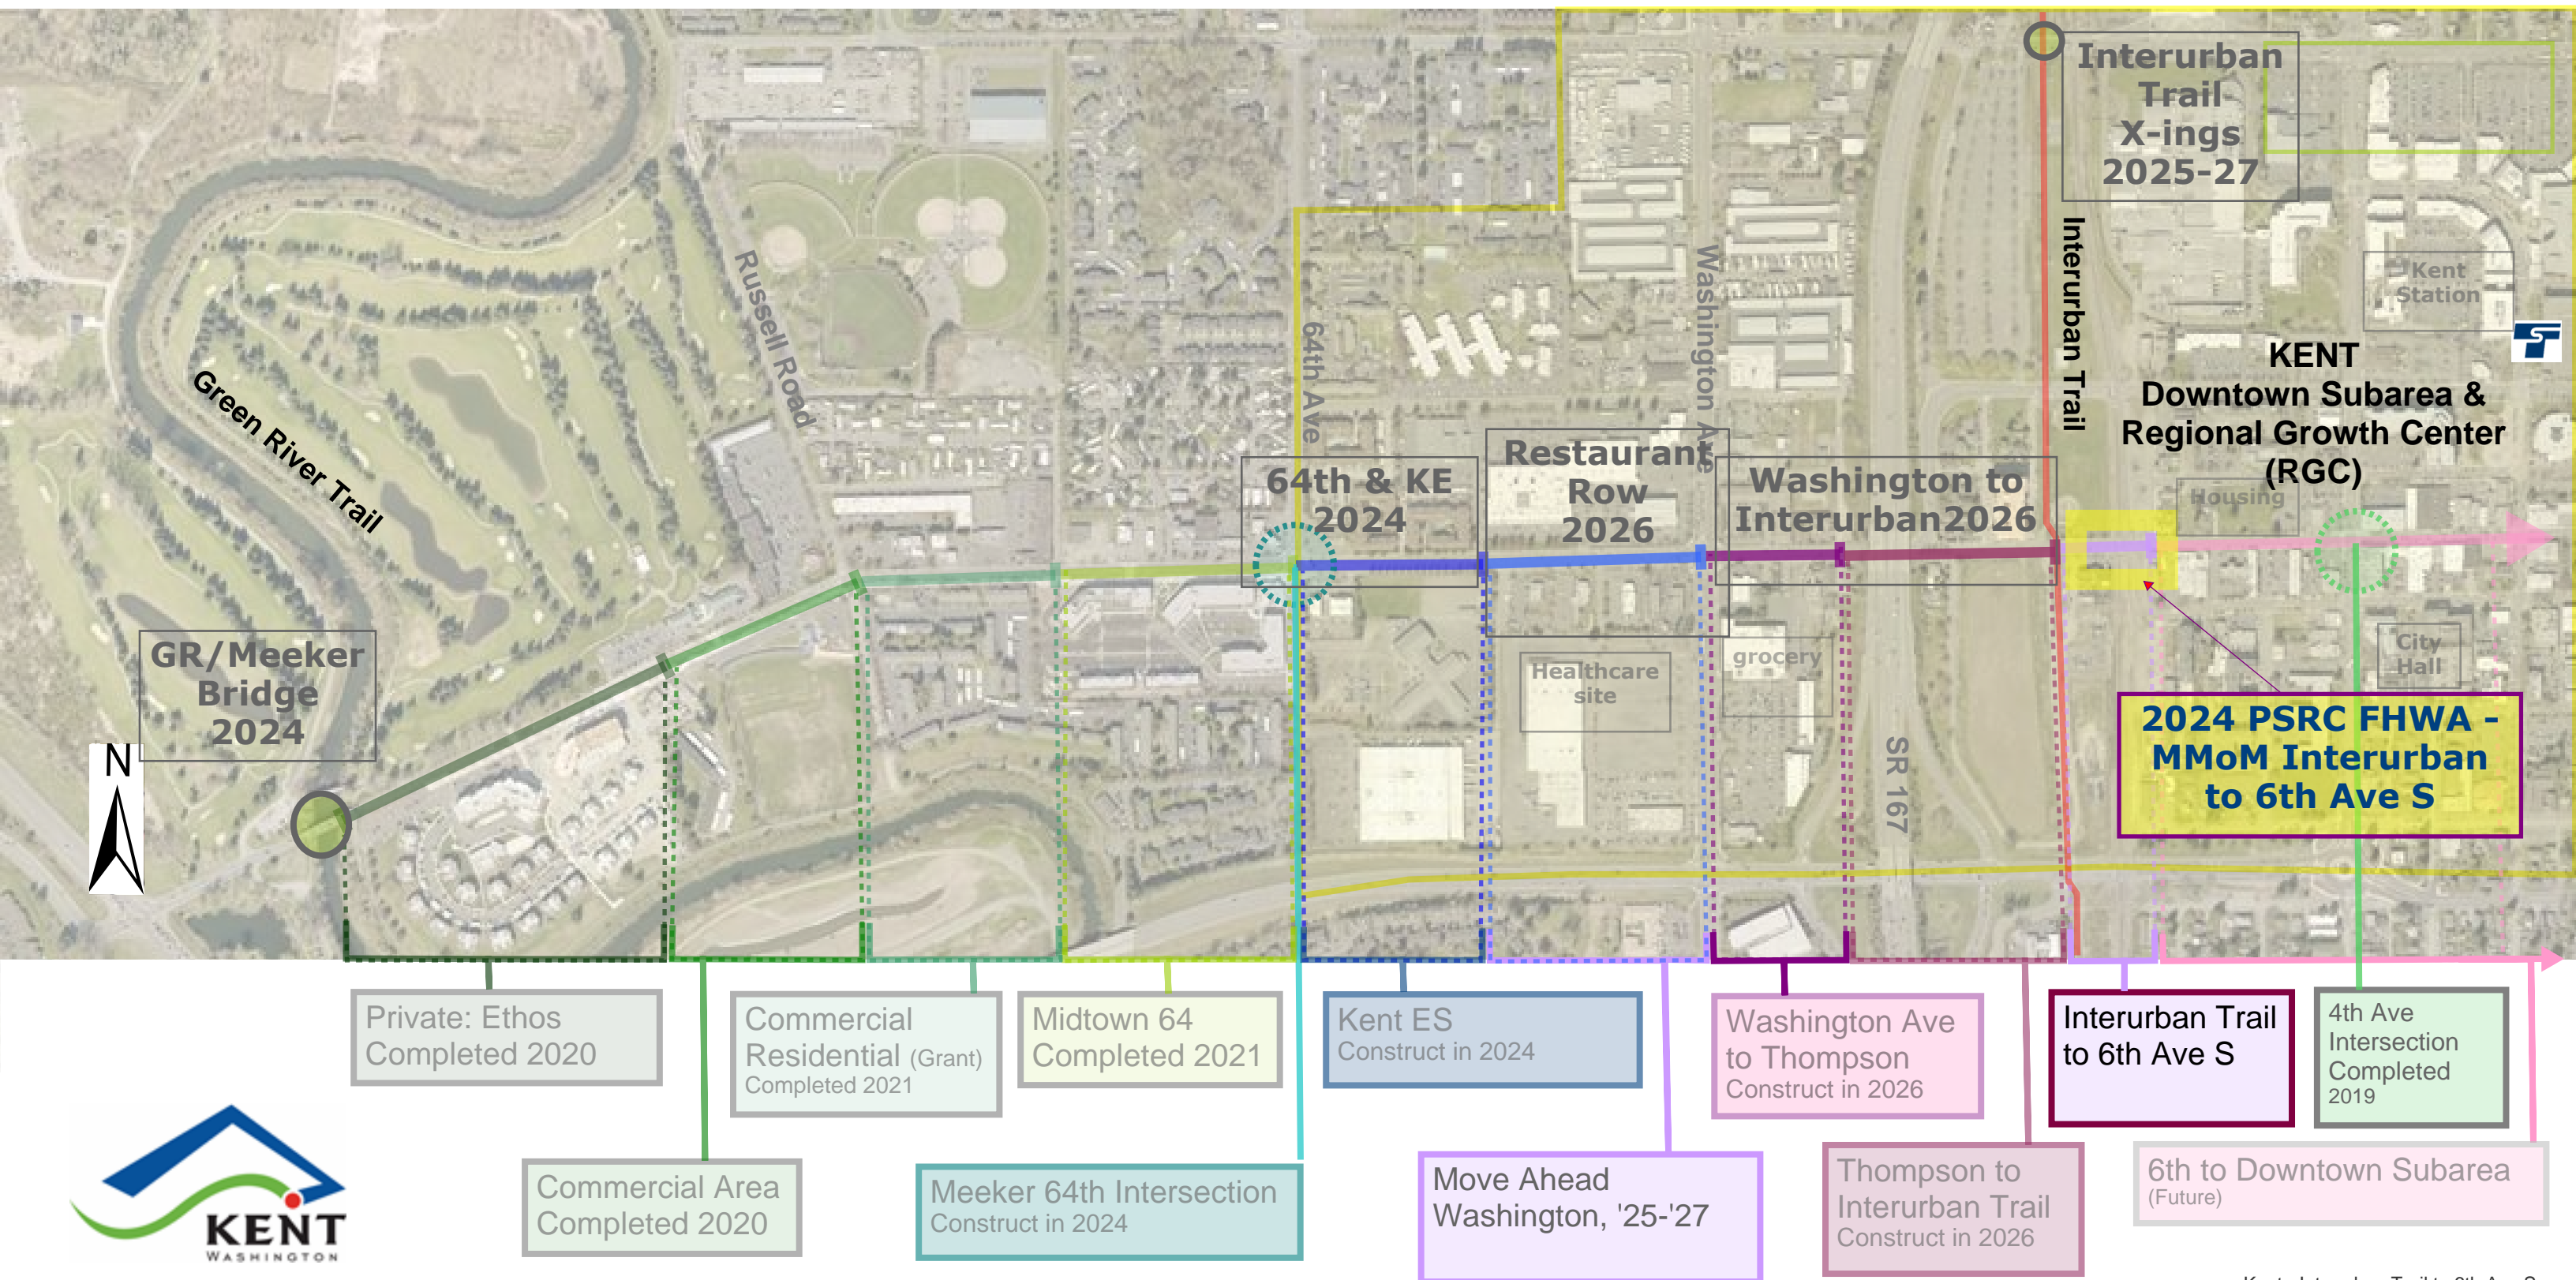 Interurban
Trail
X-ings
2025-27
Interurban Trail
Kent
Station
KENT
Downtown Subarea &
Regional Growth Center
(RGC)
Russell Road
64th Ave
Washington Ave
Green River Trail
64th & KE
2024
Restaurant
Row
2026
Washington to
Interurban2026
Housing
GR/Meeker
Bridge
2024
Healthcare
site
grocery
City
Hall
SR 167
2024 PSRC FHWA -
MMoM Interurban
to 6th Ave S
N
Private: Ethos
Completed 2020
Commercial
Residential (Grant)
Completed 2021
Midtown 64
Completed 2021
Kent ES
Construct in 2024
Washington Ave
to Thompson
Construct in 2026
Interurban Trail
to 6th Ave S
4th Ave
Intersection
Completed
2019
Commercial Area
Completed 2020
Meeker 64th Intersection
Construct in 2024
Move Ahead
Washington, '25-'27
Thompson to
Interurban Trail
Construct in 2026
6th to Downtown Subarea
(Future)
KENT
WASHINGTON